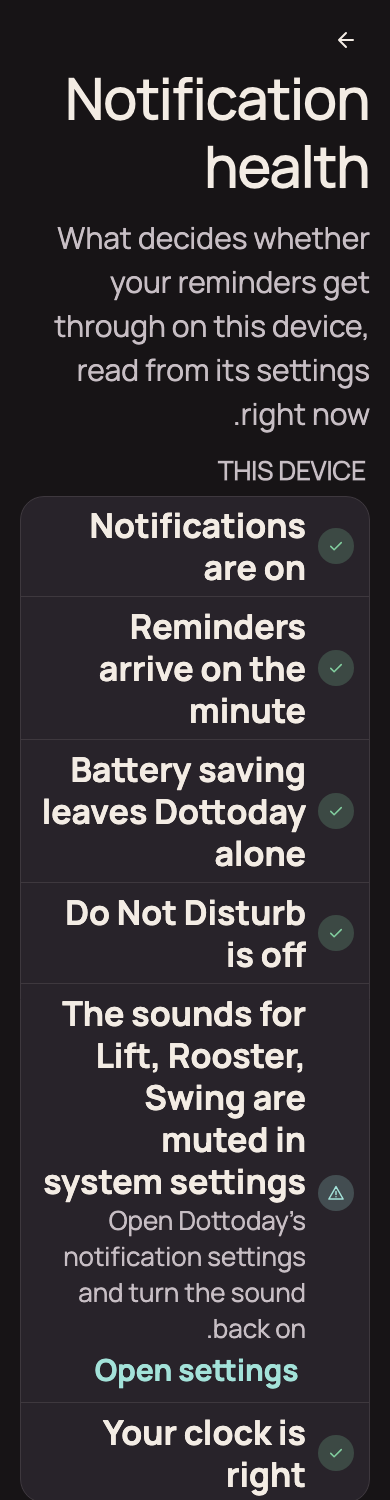 Notification
health
What decides whether
your reminders get
through on this device,
read from its settings
.right now
THIS DEVICE
Notifications
are on
Reminders
arrive on the
minute
Battery saving
leaves Dottoday
alone
Do Not Disturb
is off
The sounds for
Lift, Rooster,
Swing are
muted in
system settings
Open Dottoday's
notification settings
and turn the sound
.back on
Open settings
Your clock is
right